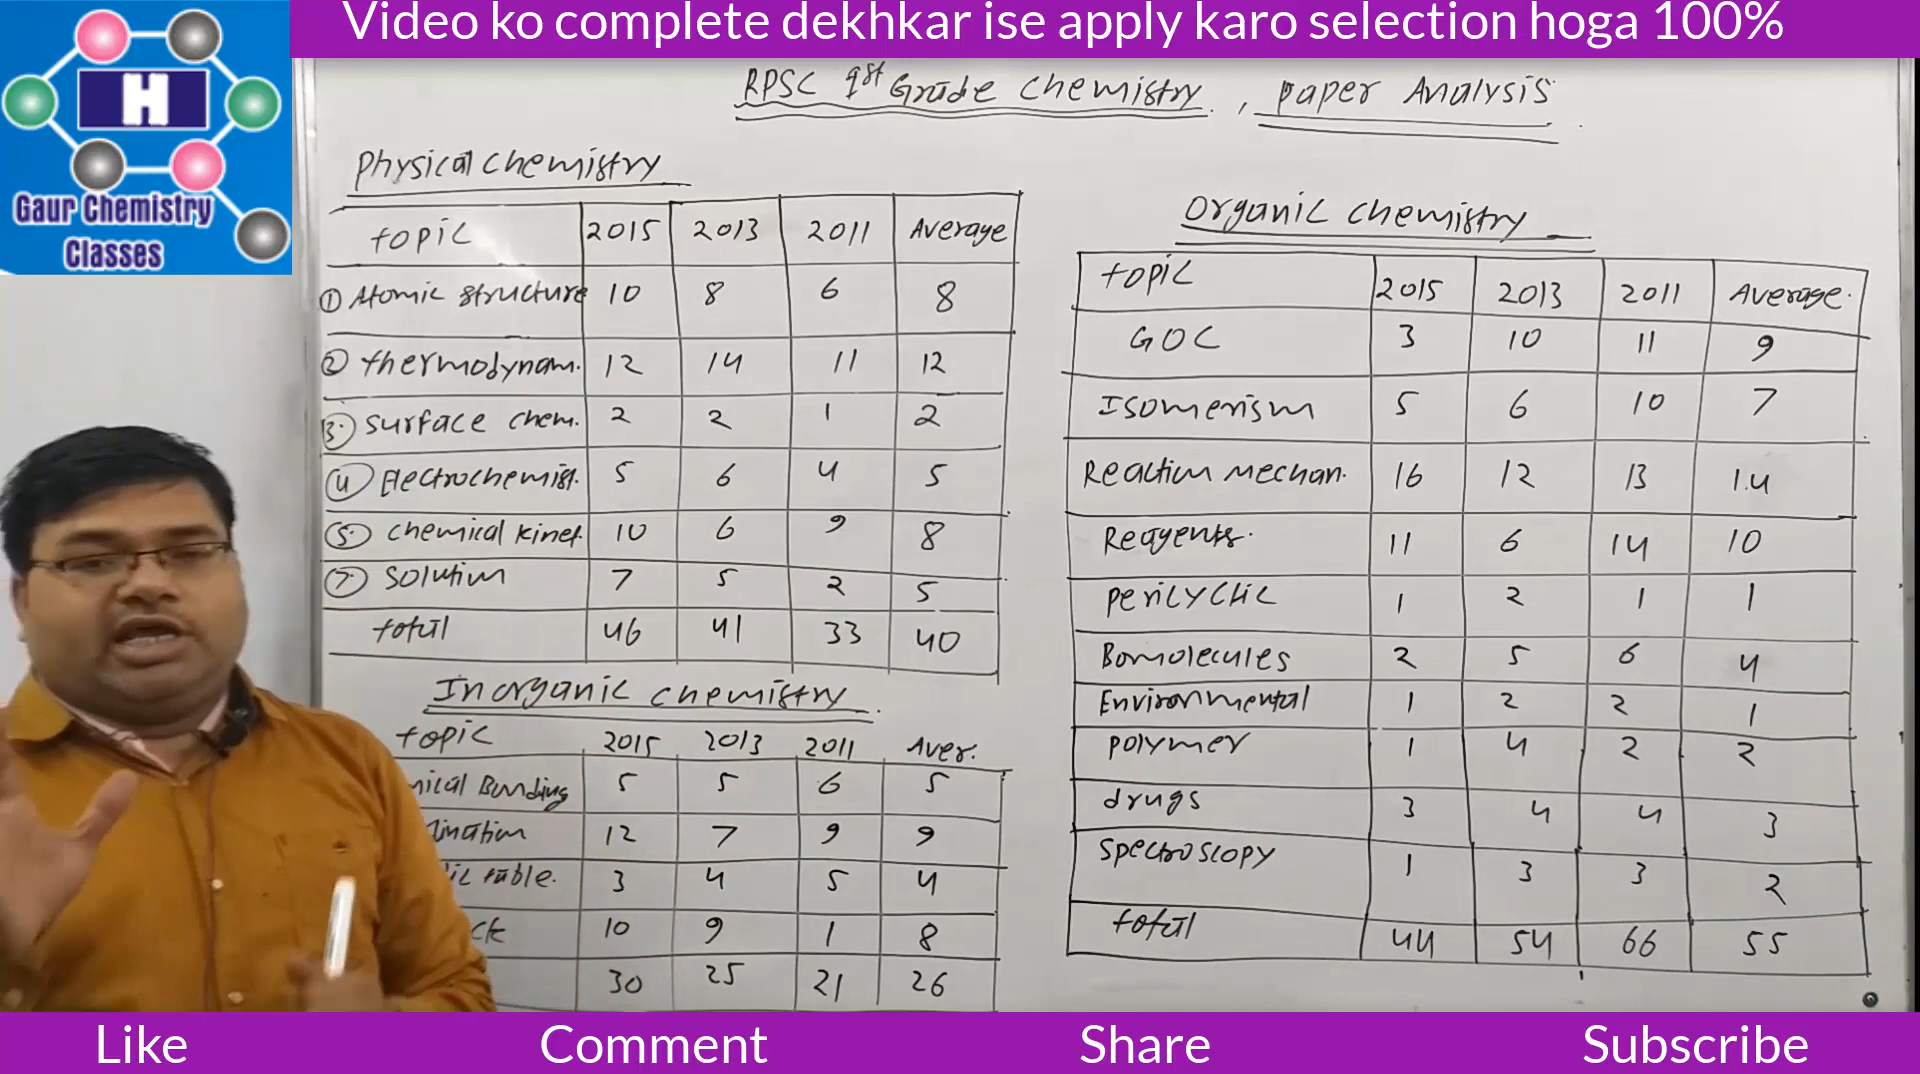 Video ko complete dekhkar ise apply karo selection hoga 100%
H
Gaur Chemistry
Classes
RPSC 1st Grade chemistry, paper Analysis
physical chemistry
topic 2015 2013 2011 Average
① Atomic structure 10 8 6 8
② thermodynam. 12 14 11 12
③ surface chem. 2 2 1 2
④ Electrochemist. 5 6 4 5
⑤ chemical kinet. 10 6 9 8
⑦ solution 7 5 2 5
total 46 41 33 40
Inorganic chemistry
topic 2015 2013 2011 Aver.
mical Bonding 5 5 6 5
dination 12 7 9 9
dic table. 3 4 5 4
ck 10 9 1 8
30 25 21 26
organic chemistry
topic 2015 2013 2011 Average.
GOC 3 10 11 9
Isomerism 5 6 10 7
Reaction mechan. 16 12 13 14
Reagents. 11 6 14 10
pericyclic 1 2 1 1
Bomolecules 2 5 6 4
Environmental 1 2 2 1
polymer 1 4 2 2
drugs 3 4 4 3
spectroscopy 1 3 3 2
total 44 54 66 55
Like Comment Share Subscribe